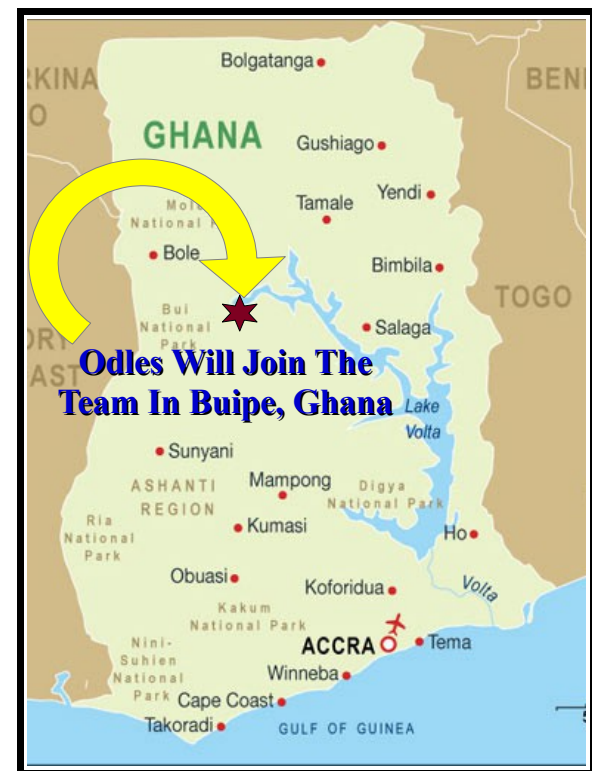 Bolgatanga
BENI
RKINA
O
GHANA
Gushiago
Yendi
Tamale
Mole
National P
Bole
Bimbila
TOGO
Bui
National
Park
Salaga
ORY
AST
Odles Will Join The
Team In Buipe, Ghana
Lake
Volta
Sunyani
ASHANTI
REGION
Mampong
Digya
National Park
Ria
National
Park
Kumasi
Ho
Obuasi
Koforidua
Volta
Kakum
National Park
ACCRA
Tema
Nini-
Suhien
National
Park
Winneba
Cape Coast
Takoradi
GULF OF GUINEA